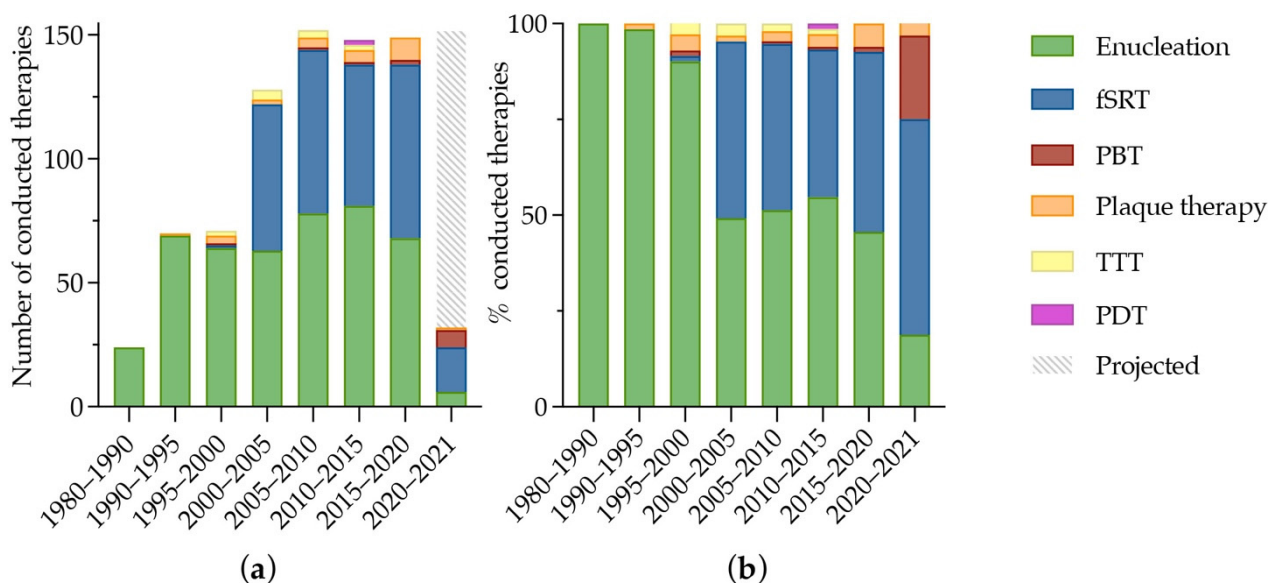 Number of conducted therapies
150
100
50
0
1980–1990
1990–1995
1995–2000
2000–2005
2005–2010
2010–2015
2015–2020
2020–2021
(a)
% conducted therapies
100
50
0
1980–1990
1990–1995
1995–2000
2000–2005
2005–2010
2010–2015
2015–2020
2020–2021
(b)
Enucleation
fSRT
PBT
Plaque therapy
TTT
PDT
Projected